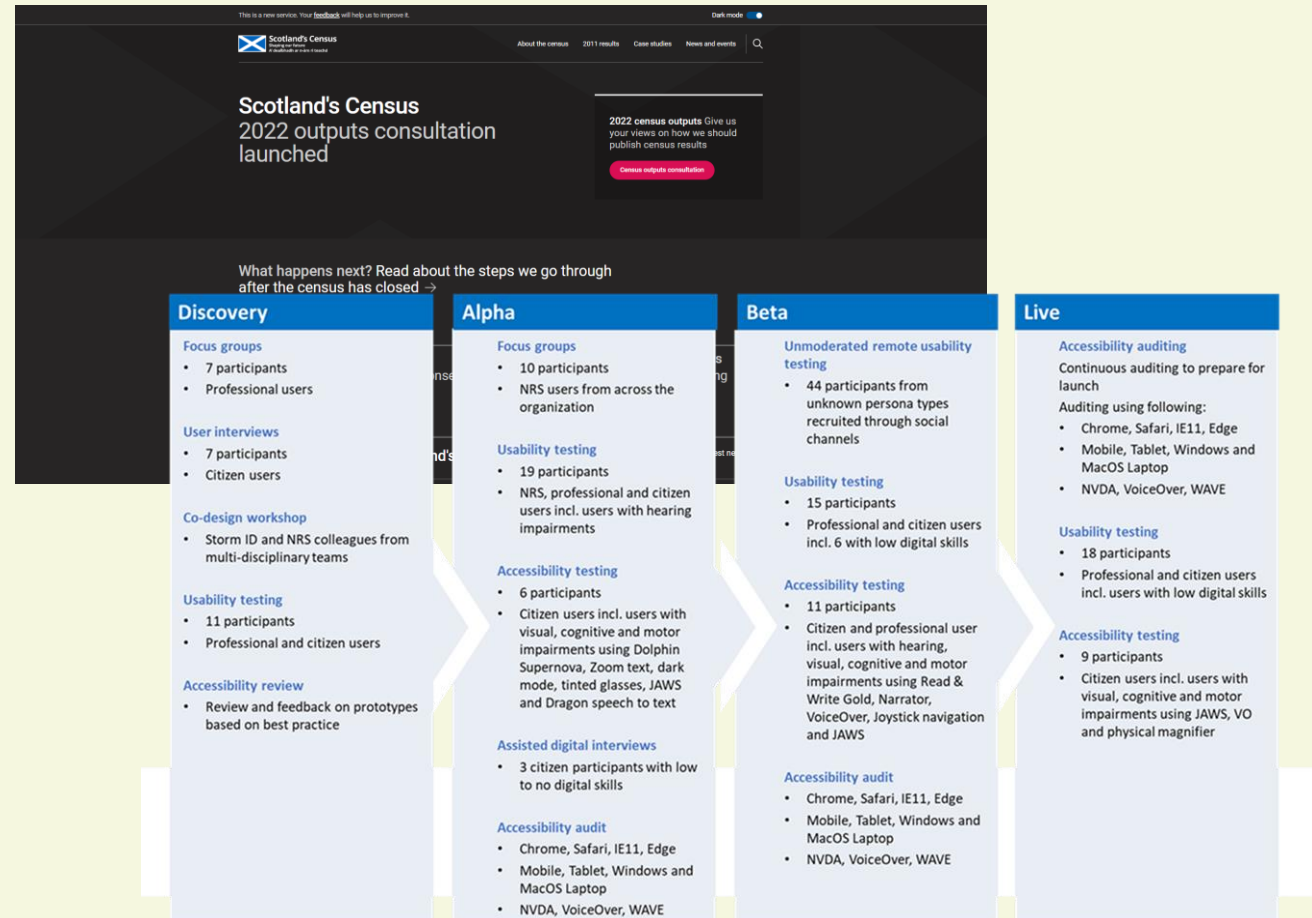 This is a new service. Your feedback will help us to improve it.
Dark mode
Scotland's Census
Shaping our future
About the census
2011 results
Case studies
News and events
Scotland's Census
2022 outputs consultation
launched
2022 census outputs Give us
your views on how we should
publish census results
Census outputs consultation
What happens next? Read about the steps we go through
after the census has closed →
Discovery
Focus groups
• 7 participants
• Professional users
User interviews
• 7 participants
• Citizen users
Co-design workshop
• Storm ID and NRS colleagues from
multi-disciplinary teams
Usability testing
• 11 participants
• Professional and citizen users
Accessibility review
• Review and feedback on prototypes
based on best practice
Alpha
Focus groups
• 10 participants
• NRS users from across the
organization
Usability testing
• 19 participants
• NRS, professional and citizen
users incl. users with hearing
impairments
Accessibility testing
• 6 participants
• Citizen users incl. users with
visual, cognitive and motor
impairments using Dolphin
Supernova, Zoom text, dark
mode, tinted glasses, JAWS
and Dragon speech to text
Assisted digital interviews
• 3 citizen participants with low
to no digital skills
Accessibility audit
• Chrome, Safari, IE11, Edge
• Mobile, Tablet, Windows and
MacOS Laptop
• NVDA, VoiceOver, WAVE
Beta
Unmoderated remote usability
testing
• 44 participants from
unknown persona types
recruited through social
channels
Usability testing
• 15 participants
• Professional and citizen users
incl. 6 with low digital skills
Accessibility testing
• 11 participants
• Citizen and professional user
incl. users with hearing,
visual, cognitive and motor
impairments using Read &
Write Gold, Narrator,
VoiceOver, Joystick navigation
and JAWS
Accessibility audit
• Chrome, Safari, IE11, Edge
• Mobile, Tablet, Windows and
MacOS Laptop
• NVDA, VoiceOver, WAVE
Live
Accessibility auditing
Continuous auditing to prepare for
launch
Auditing using following:
• Chrome, Safari, IE11, Edge
• Mobile, Tablet, Windows and
MacOS Laptop
• NVDA, VoiceOver, WAVE
Usability testing
• 18 participants
• Professional and citizen users
incl. users with low digital skills
Accessibility testing
• 9 participants
• Citizen users incl. users with
visual, cognitive and motor
impairments using JAWS, VO
and physical magnifier